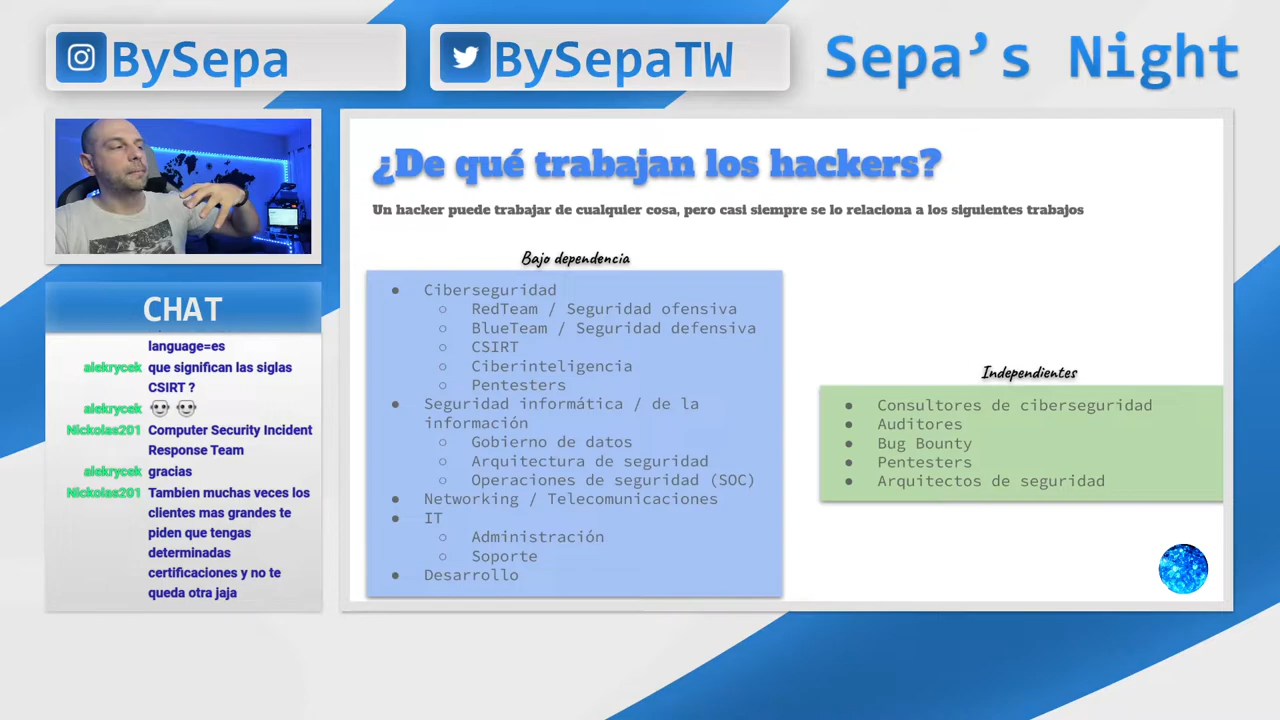 BySepa
BySepaTW
Sepa's Night
¿De qué trabajan los hackers?
Un hacker puede trabajar de cualquier cosa, pero casi siempre se lo relaciona a los siguientes trabajos
Bajo dependencia
Ciberseguridad
RedTeam / Seguridad ofensiva
BlueTeam / Seguridad defensiva
CSIRT
Ciberinteligencia
Pentesters
Seguridad informática / de la
información
Gobierno de datos
Arquitectura de seguridad
Operaciones de seguridad (SOC)
Networking / Telecomunicaciones
IT
Administración
Soporte
Desarrollo
Independientes
Consultores de ciberseguridad
Auditores
Bug Bounty
Pentesters
Arquitectos de seguridad
CHAT
language=es
alekrycek que significan las siglas
CSIRT ?
alekrycek
Nickolas201 Computer Security Incident
Response Team
alekrycek gracias
Nickolas201 Tambien muchas veces los
clientes mas grandes te
piden que tengas
determinadas
certificaciones y no te
queda otra jaja